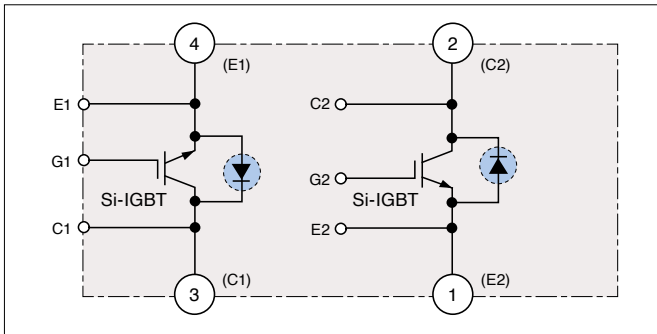 4 (E1)
2 (C2)
E1
C2
G1
G2
Si-IGBT
Si-IGBT
C1
E2
3 (C1)
1 (E2)